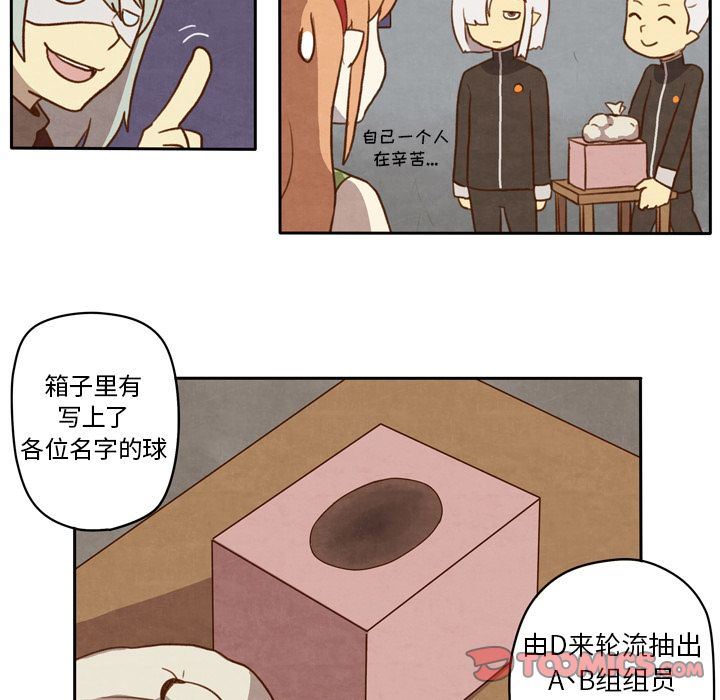 自己一个人
在辛苦...
箱子里有
写上了
各位名字的球
由D来轮流抽出
A、B组组员
TOOMICS
TOOMICS.COM